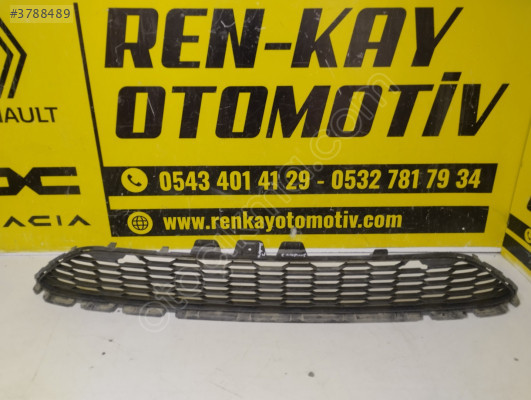 #3788489
REN-KAY
OTOMOTİV
NAULT
ACIA
0543 401 41 29 - 0532 781 79 34
www.renkayotomotiv.com